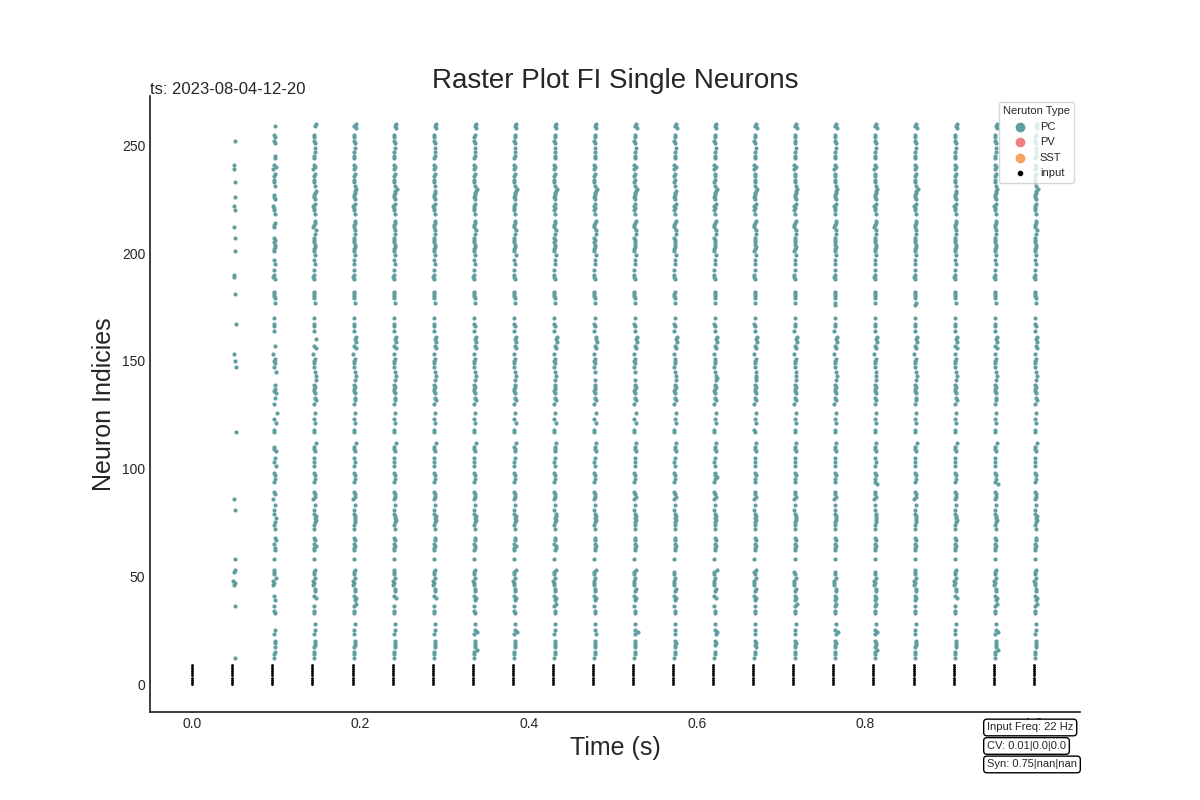 Raster Plot FI Single Neurons
ts: 2023-08-04-12-20
Neruton Type
PC
PV
SST
input
Neuron Indicies
250
200
150
100
50
0
0.0
0.2
0.4
0.6
0.8
Time (s)
Input Freq: 22 Hz
CV: 0.01|0.0|0.0
Syn: 0.75|nan|nan